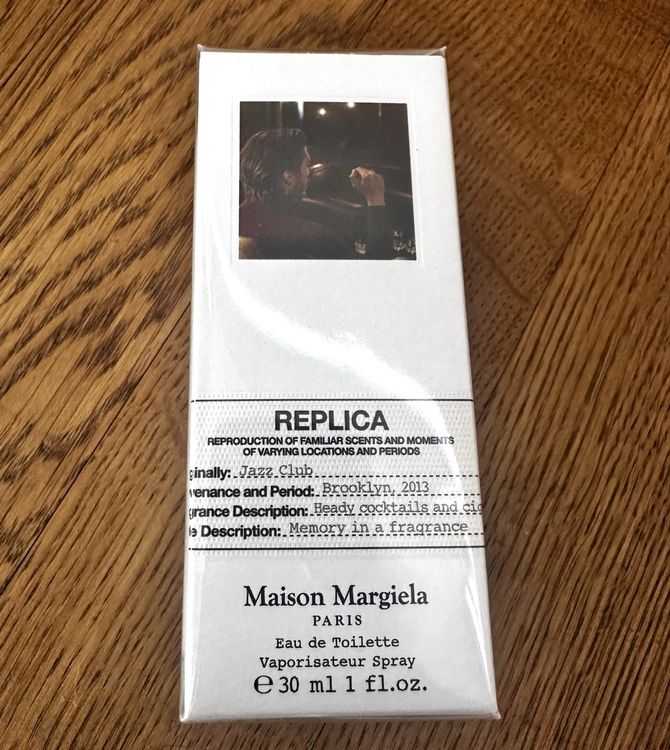 REPLICA
REPRODUCTION OF FAMILIAR SCENTS AND MOMENTS
OF VARYING LOCATIONS AND PERIODS
ginally: Jazz Club
venance and Period: Brooklyn, 2013
grance Description: Heady cocktails and cig
le Description: Memory in a fragrance
Maison Margiela
PARIS
Eau de Toilette
Vaporisateur Spray
℮ 30 ml 1 fl.oz.